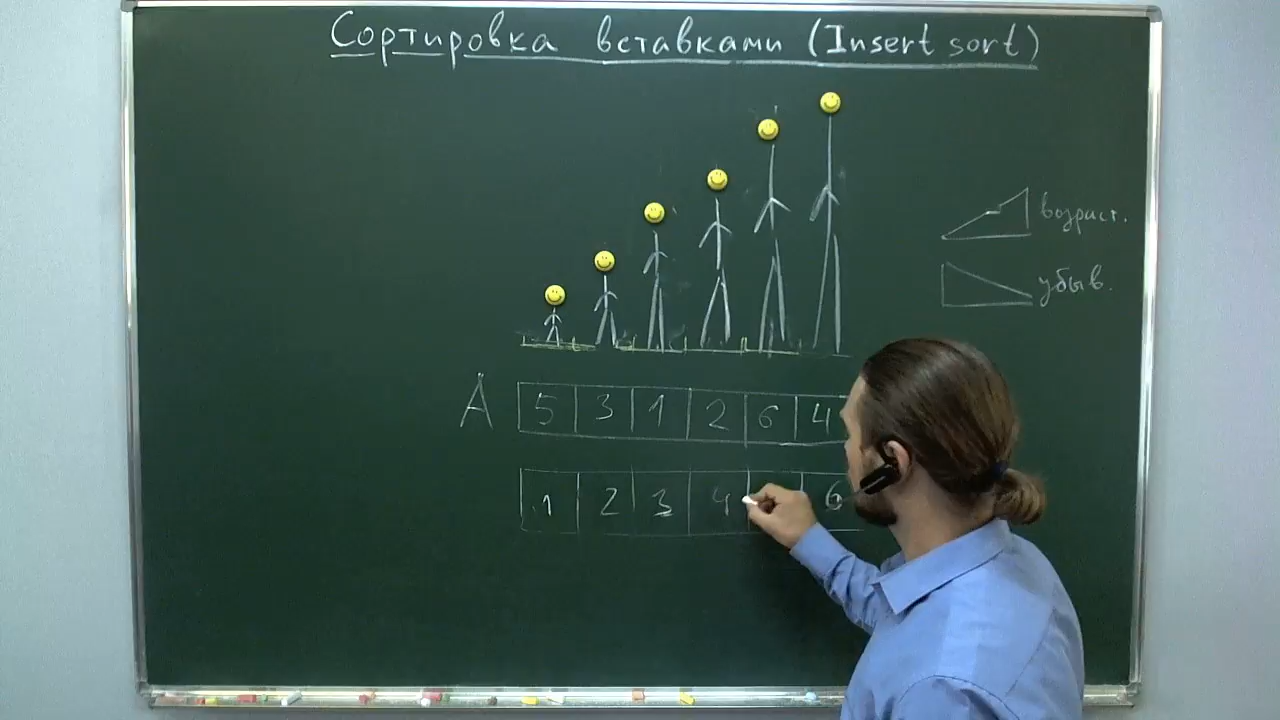 Сортировка вставками (Insert sort)
возраст.
убыв.
A 5 3 1 2 6 4
1 2 3 4 6